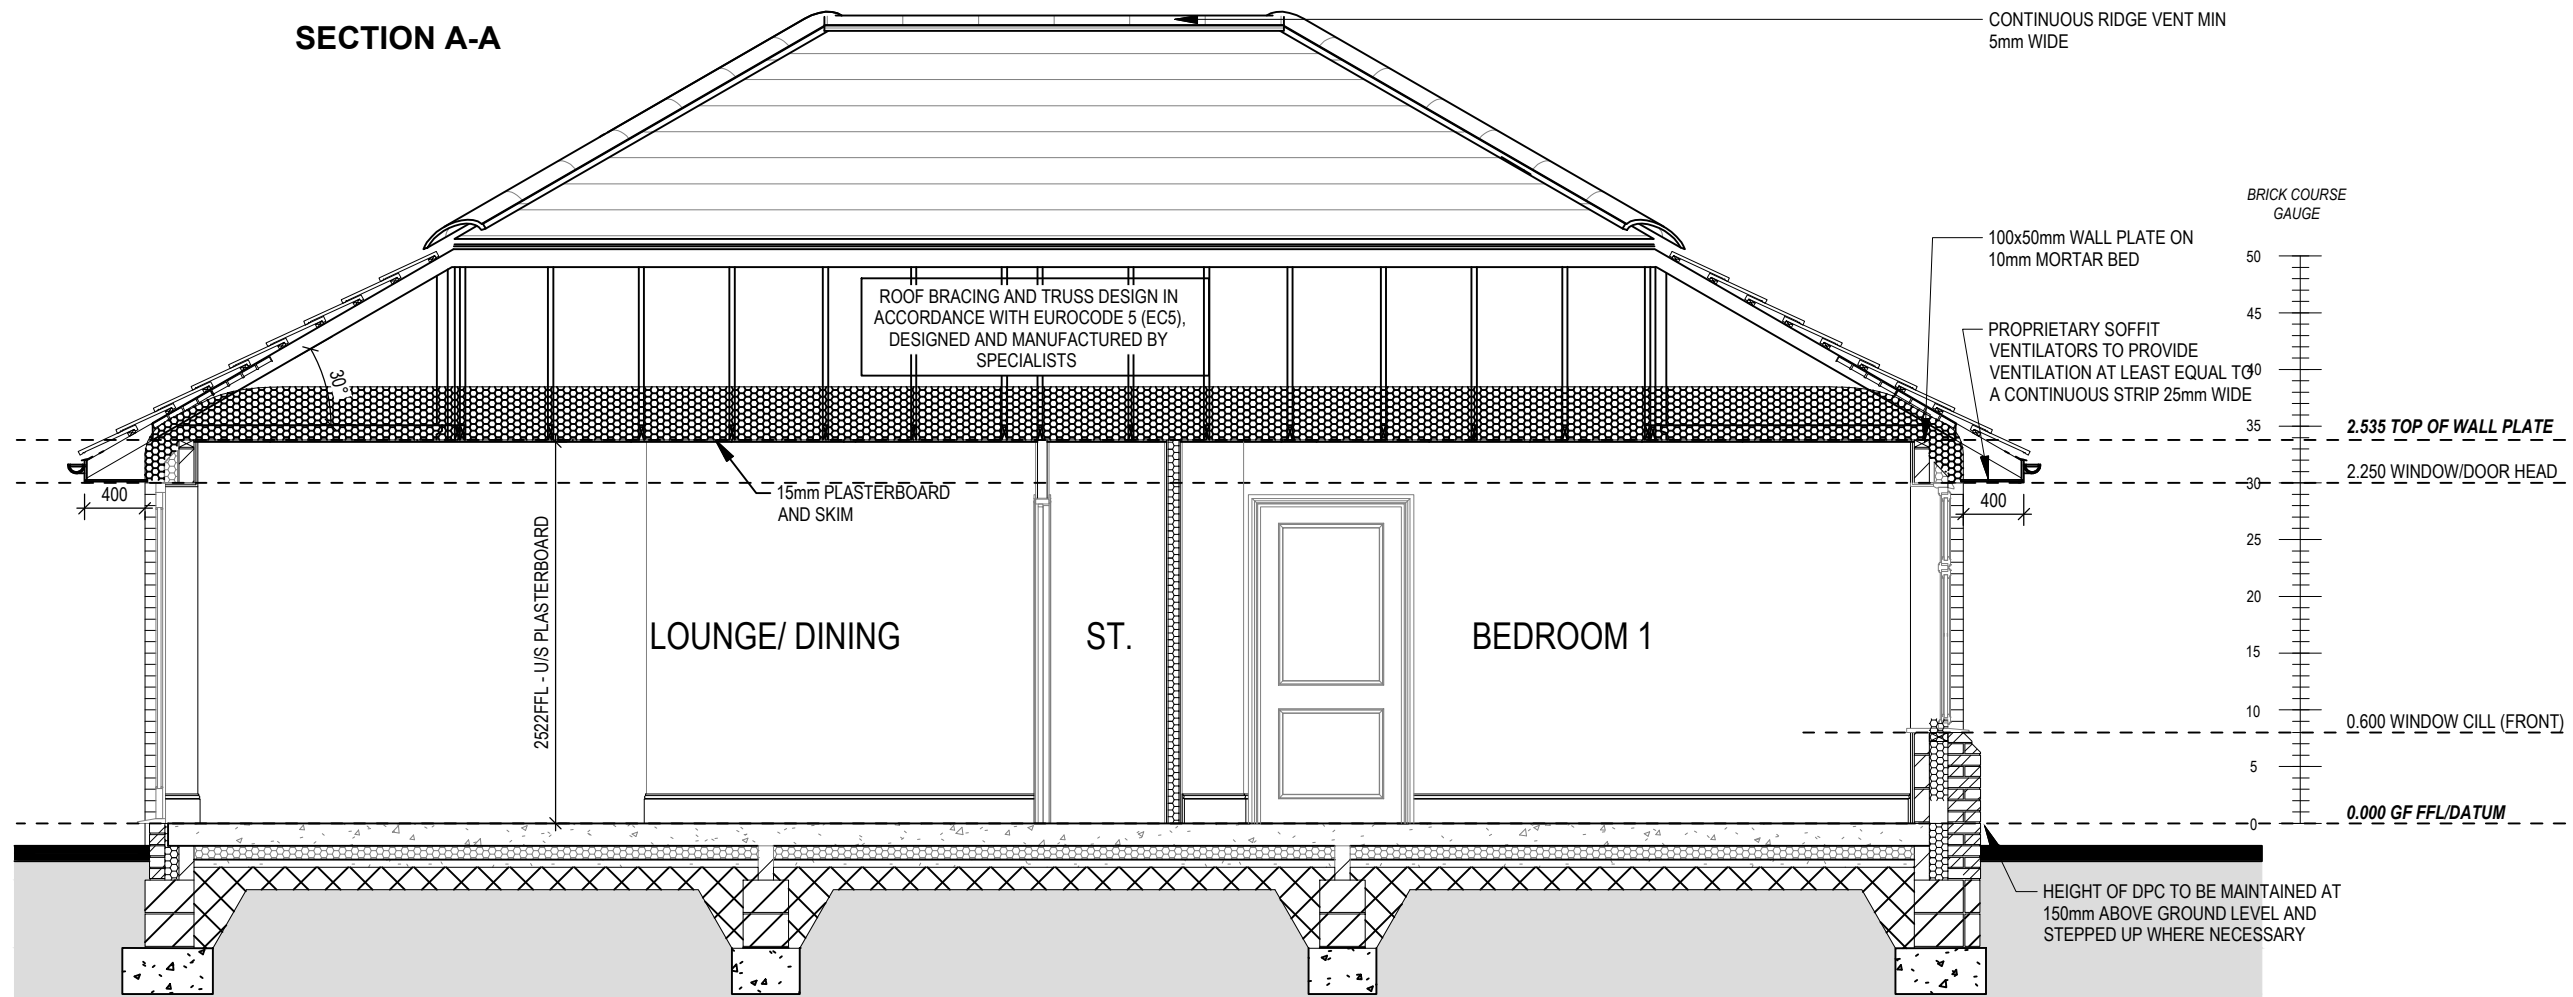 SECTION A-A
CONTINUOUS RIDGE VENT MIN
5mm WIDE
BRICK COURSE
GAUGE
100x50mm WALL PLATE ON
10mm MORTAR BED
PROPRIETARY SOFFIT
VENTILATORS TO PROVIDE
VENTILATION AT LEAST EQUAL TO
A CONTINUOUS STRIP 25mm WIDE
ROOF BRACING AND TRUSS DESIGN IN
ACCORDANCE WITH EUROCODE 5 (EC5),
DESIGNED AND MANUFACTURED BY
SPECIALISTS
30°
50
45
40
35
30
25
20
15
10
5
0
2.535 TOP OF WALL PLATE
2.250 WINDOW/DOOR HEAD
0.600 WINDOW CILL (FRONT)
0.000 GF FFL/DATUM
400
400
15mm PLASTERBOARD
AND SKIM
2522FFL - U/S PLASTERBOARD
LOUNGE/ DINING
ST.
BEDROOM 1
HEIGHT OF DPC TO BE MAINTAINED AT
150mm ABOVE GROUND LEVEL AND
STEPPED UP WHERE NECESSARY